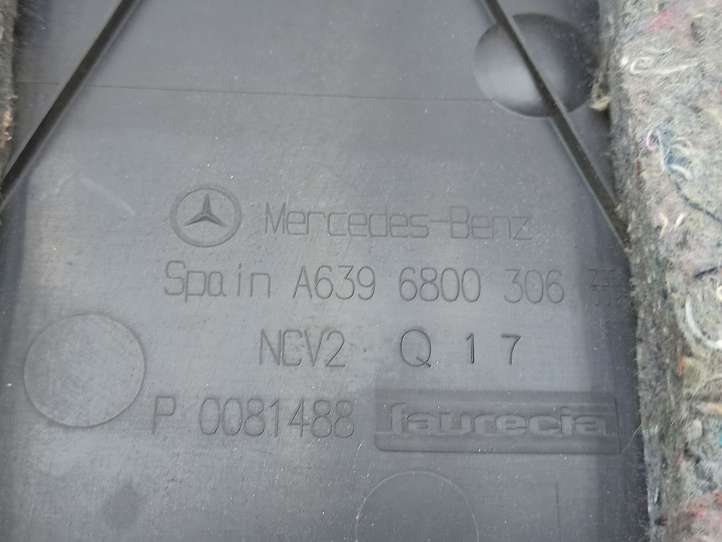 Mercedes-Benz
Spain A639 6800 306
NCV2 Q 17
P 0081488 faurecia